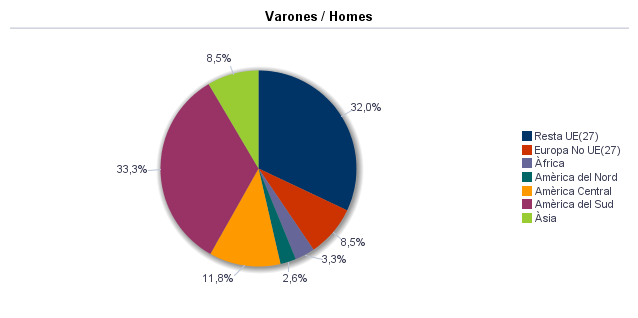 Varones / Homes
8,5%
32,0%
33,3%
8,5%
3,3%
2,6%
11,8%
Resta UE(27)
Europa No UE(27)
Àfrica
Amèrica del Nord
Amèrica Central
Amèrica del Sud
Àsia